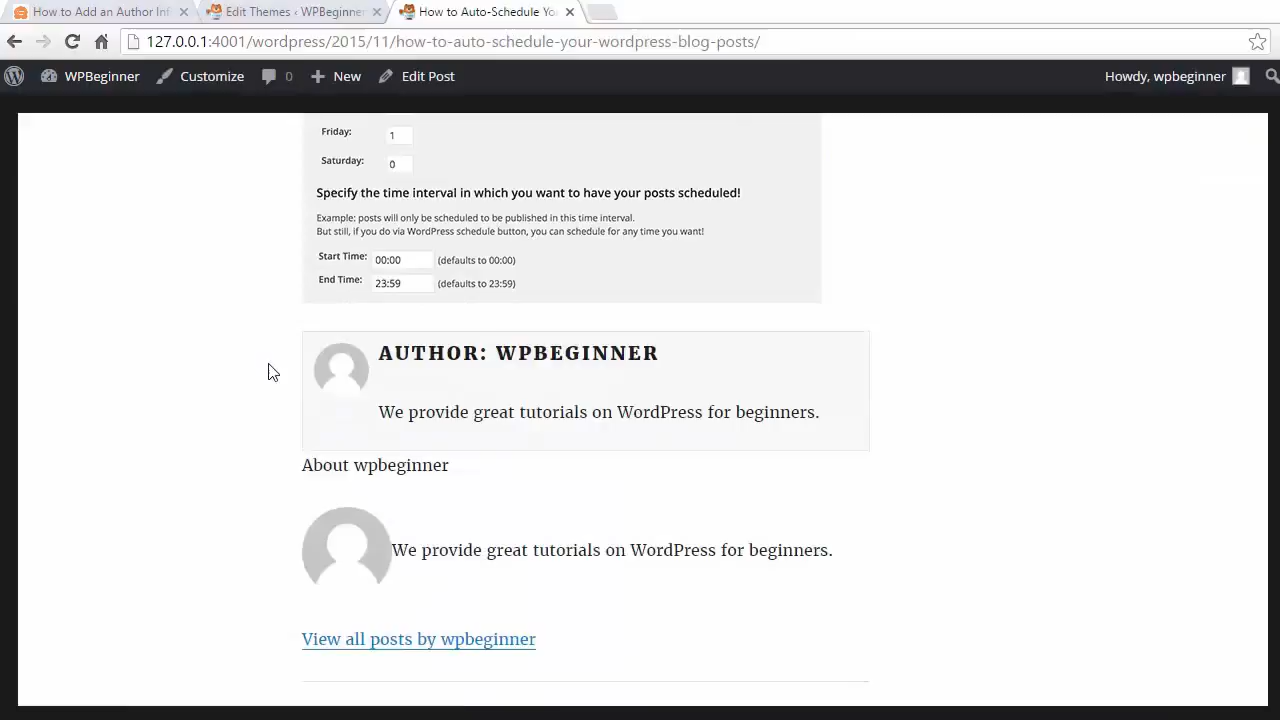 How to Add an Author Inf
Edit Themes ‹ WPBeginner
How to Auto-Schedule Yo
127.0.0.1:4001/wordpress/2015/11/how-to-auto-schedule-your-wordpress-blog-posts/
WPBeginner Customize 0 New Edit Post Howdy, wpbeginner
Friday: 1
Saturday: 0
Specify the time interval in which you want to have your posts scheduled!
Example: posts will only be scheduled to be published in this time interval.
But still, if you do via WordPress schedule button, you can schedule for any time you want!
Start Time: 00:00 (defaults to 00:00)
End Time: 23:59 (defaults to 23:59)
AUTHOR: WPBEGINNER
We provide great tutorials on WordPress for beginners.
About wpbeginner
We provide great tutorials on WordPress for beginners.
View all posts by wpbeginner